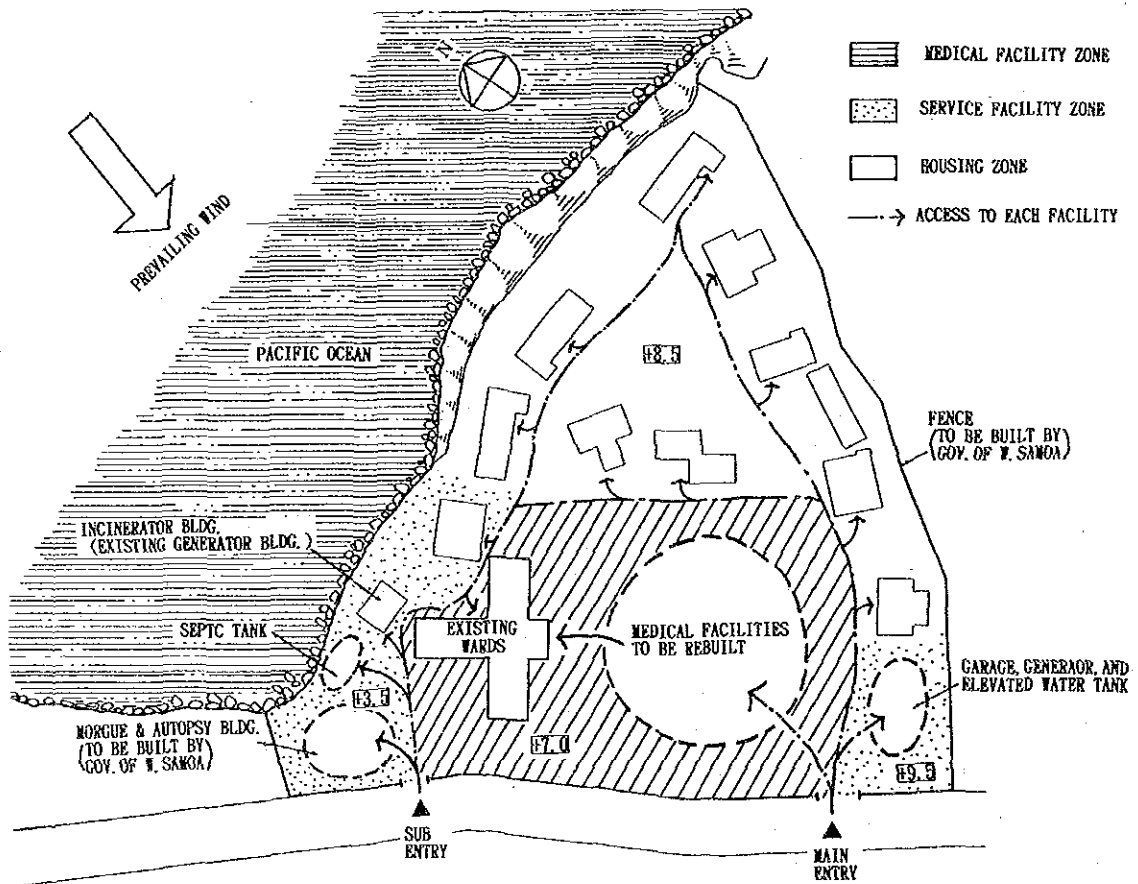 N
PREVAILING WIND
PACIFIC OCEAN
MEDICAL FACILITY ZONE
SERVICE FACILITY ZONE
HOUSING ZONE
ACCESS TO EACH FACILITY
+8.5
FENCE
(TO BE BUILT BY)
GOV. OF W. SAMOA
INCINERATOR BLDG.
(EXISTING GENERATOR BLDG.)
SEPTC TANK
EXISTING
WARDS
MEDICAL FACILITIES
TO BE REBUILT
GARAGE, GENERAOR, AND
ELEVATED WATER TANK
+3.5
MORGUE & AUTOPSY BLDG.
(TO BE BUILT BY
GOV. OF W. SAMOA)
+7.0
+9.5
SUB
ENTRY
MAIN
ENTRY